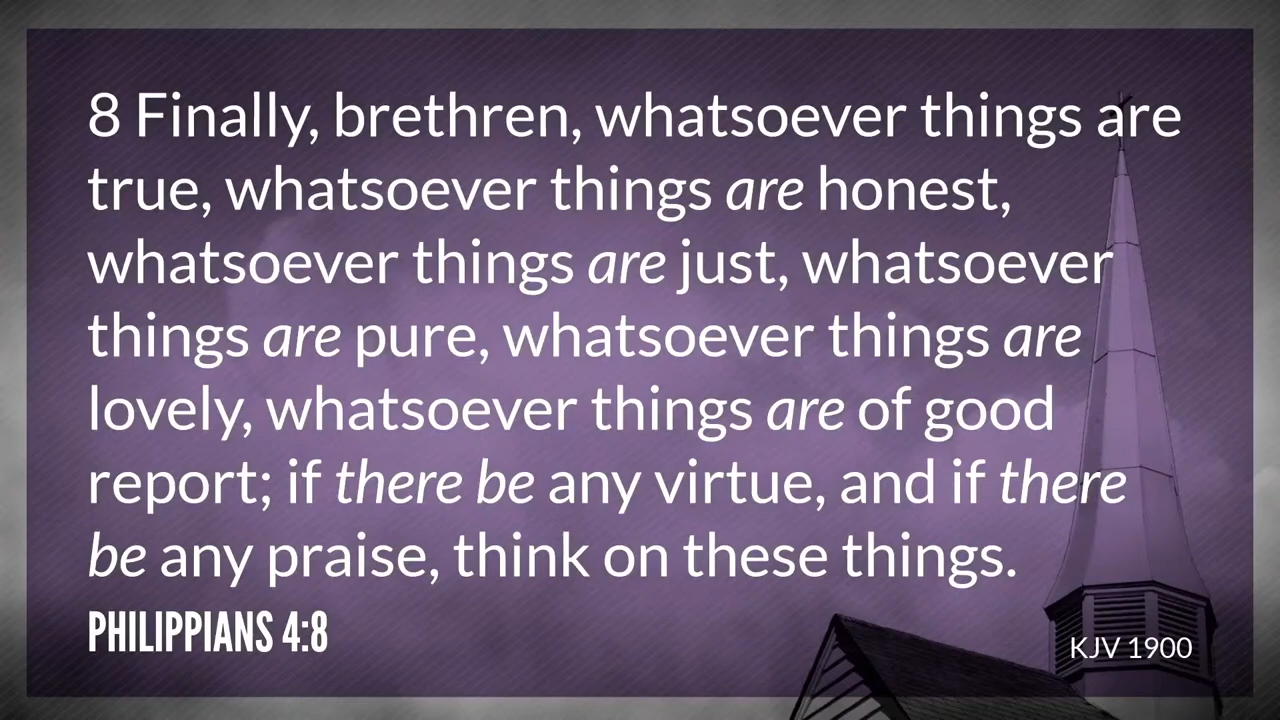 8 Finally, brethren, whatsoever things are
true, whatsoever things are honest,
whatsoever things are just, whatsoever
things are pure, whatsoever things are
lovely, whatsoever things are of good
report; if there be any virtue, and if there
be any praise, think on these things.
PHILIPPIANS 4:8
KJV 1900